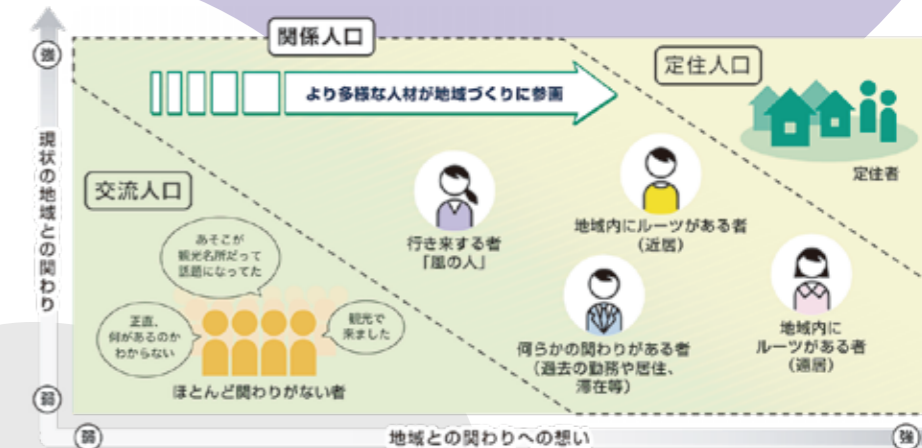 強
関係人口
定住人口
より多様な人材が地域づくりに参画
現状の地域との関わり
定住者
交流人口
あそこが
観光名所だって
話題になってた
行き来する者
「風の人」
地域内にルーツがある者
(近居)
正直、
何があるのか
わからない
観光で
来ました
ほとんど関わりがない者
何らかの関わりがある者
(過去の勤務や居住、
滞在等)
地域内に
ルーツがある者
(遠居)
弱
弱
地域との関わりへの想い
強